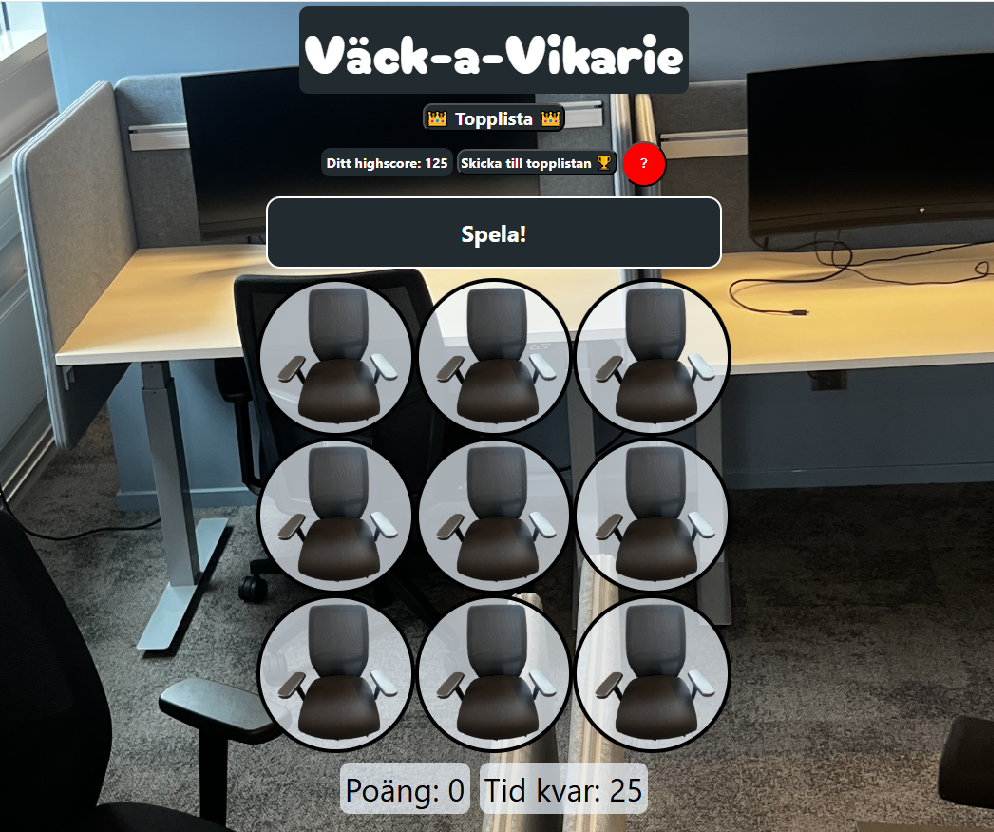 Väck-a-Vikarie
👑 Topplista 👑
Ditt highscore: 125 Skicka till topplistan 🏆 ?
Spela!
Poäng: 0 Tid kvar: 25